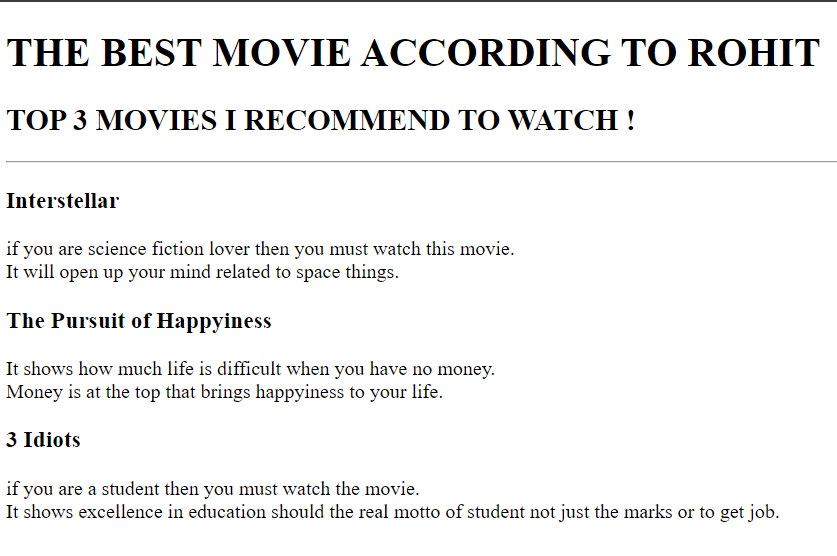 THE BEST MOVIE ACCORDING TO ROHIT
TOP 3 MOVIES I RECOMMEND TO WATCH !
Interstellar
if you are science fiction lover then you must watch this movie.
It will open up your mind related to space things.
The Pursuit of Happyiness
It shows how much life is difficult when you have no money.
Money is at the top that brings happyiness to your life.
3 Idiots
if you are a student then you must watch the movie.
It shows excellence in education should the real motto of student not just the marks or to get job.